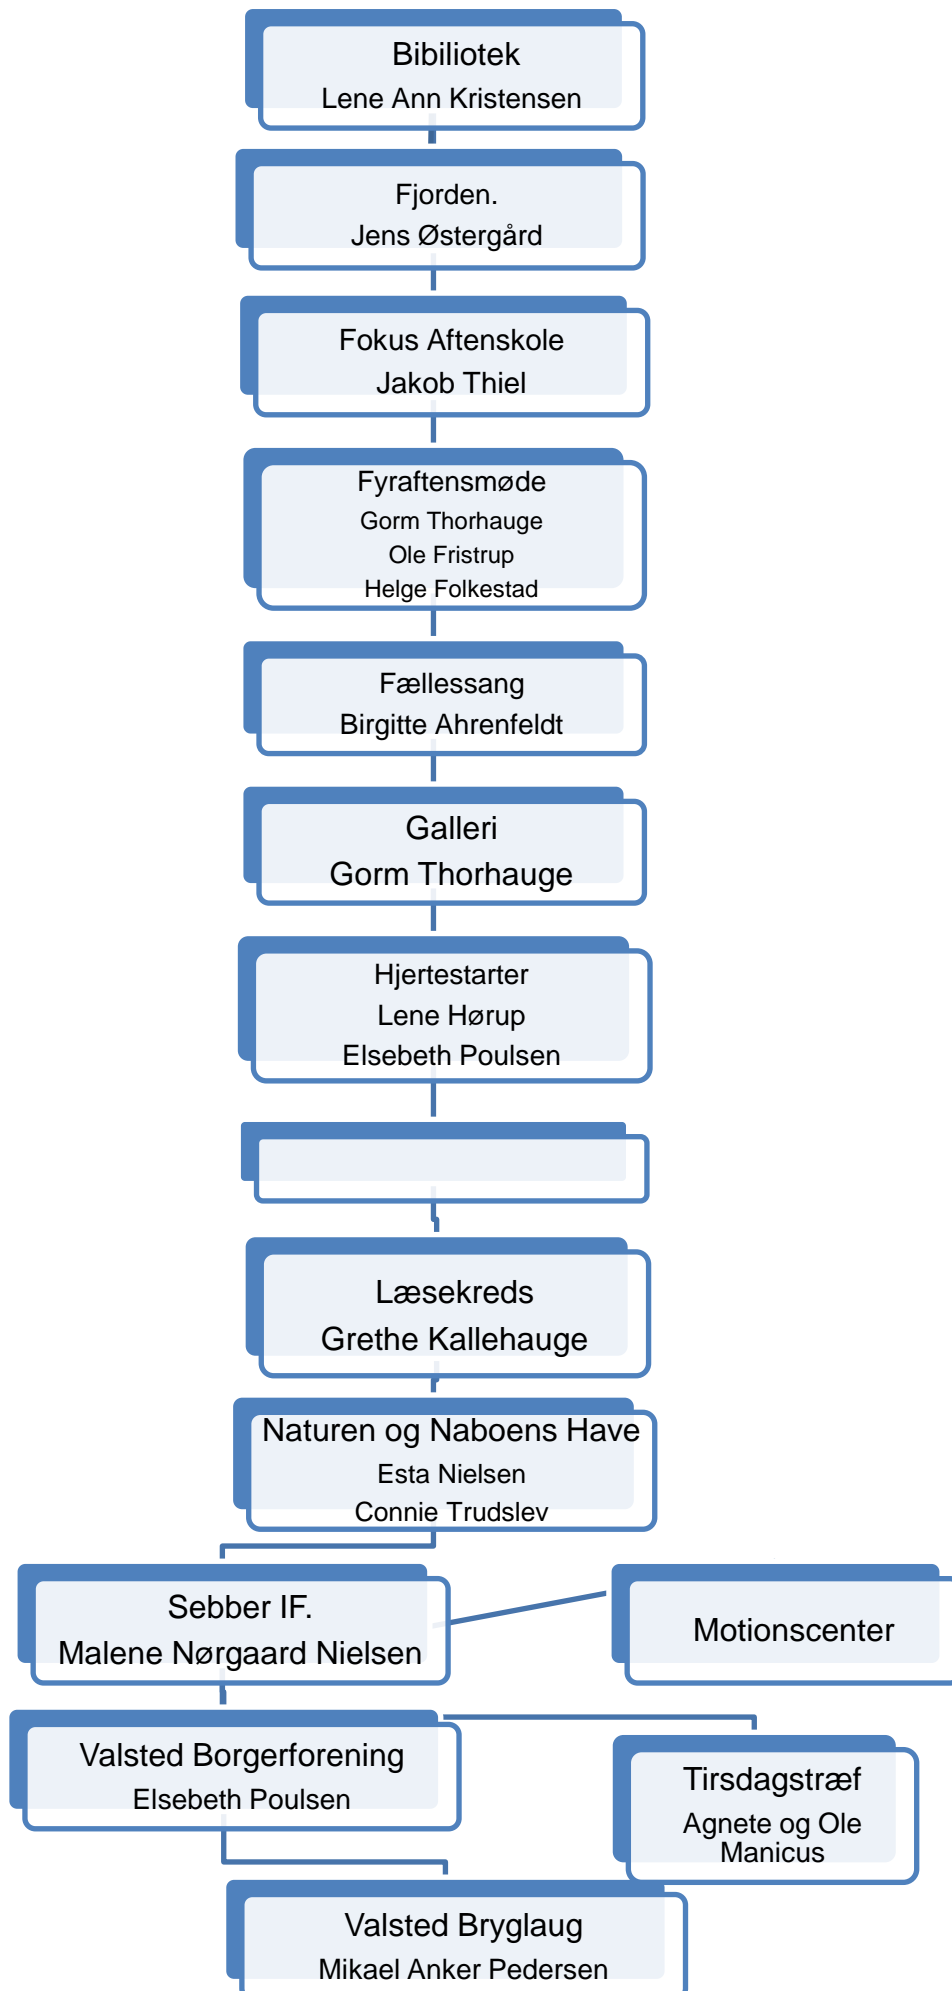 Bibiliotek
Lene Ann Kristensen
Fjorden.
Jens Østergård
Fokus Aftenskole
Jakob Thiel
Fyraftensmøde
Gorm Thorhauge
Ole Fristrup
Helge Folkestad
Fællessang
Birgitte Ahrenfeldt
Galleri
Gorm Thorhauge
Hjertestarter
Lene Hørup
Elsebeth Poulsen
Læsekreds
Grethe Kallehauge
Naturen og Naboens Have
Esta Nielsen
Connie Trudslev
Sebber IF.
Malene Nørgaard Nielsen
Motionscenter
Valsted Borgerforening
Elsebeth Poulsen
Tirsdagstræf
Agnete og Ole
Manicus
Valsted Bryglaug
Mikael Anker Pedersen